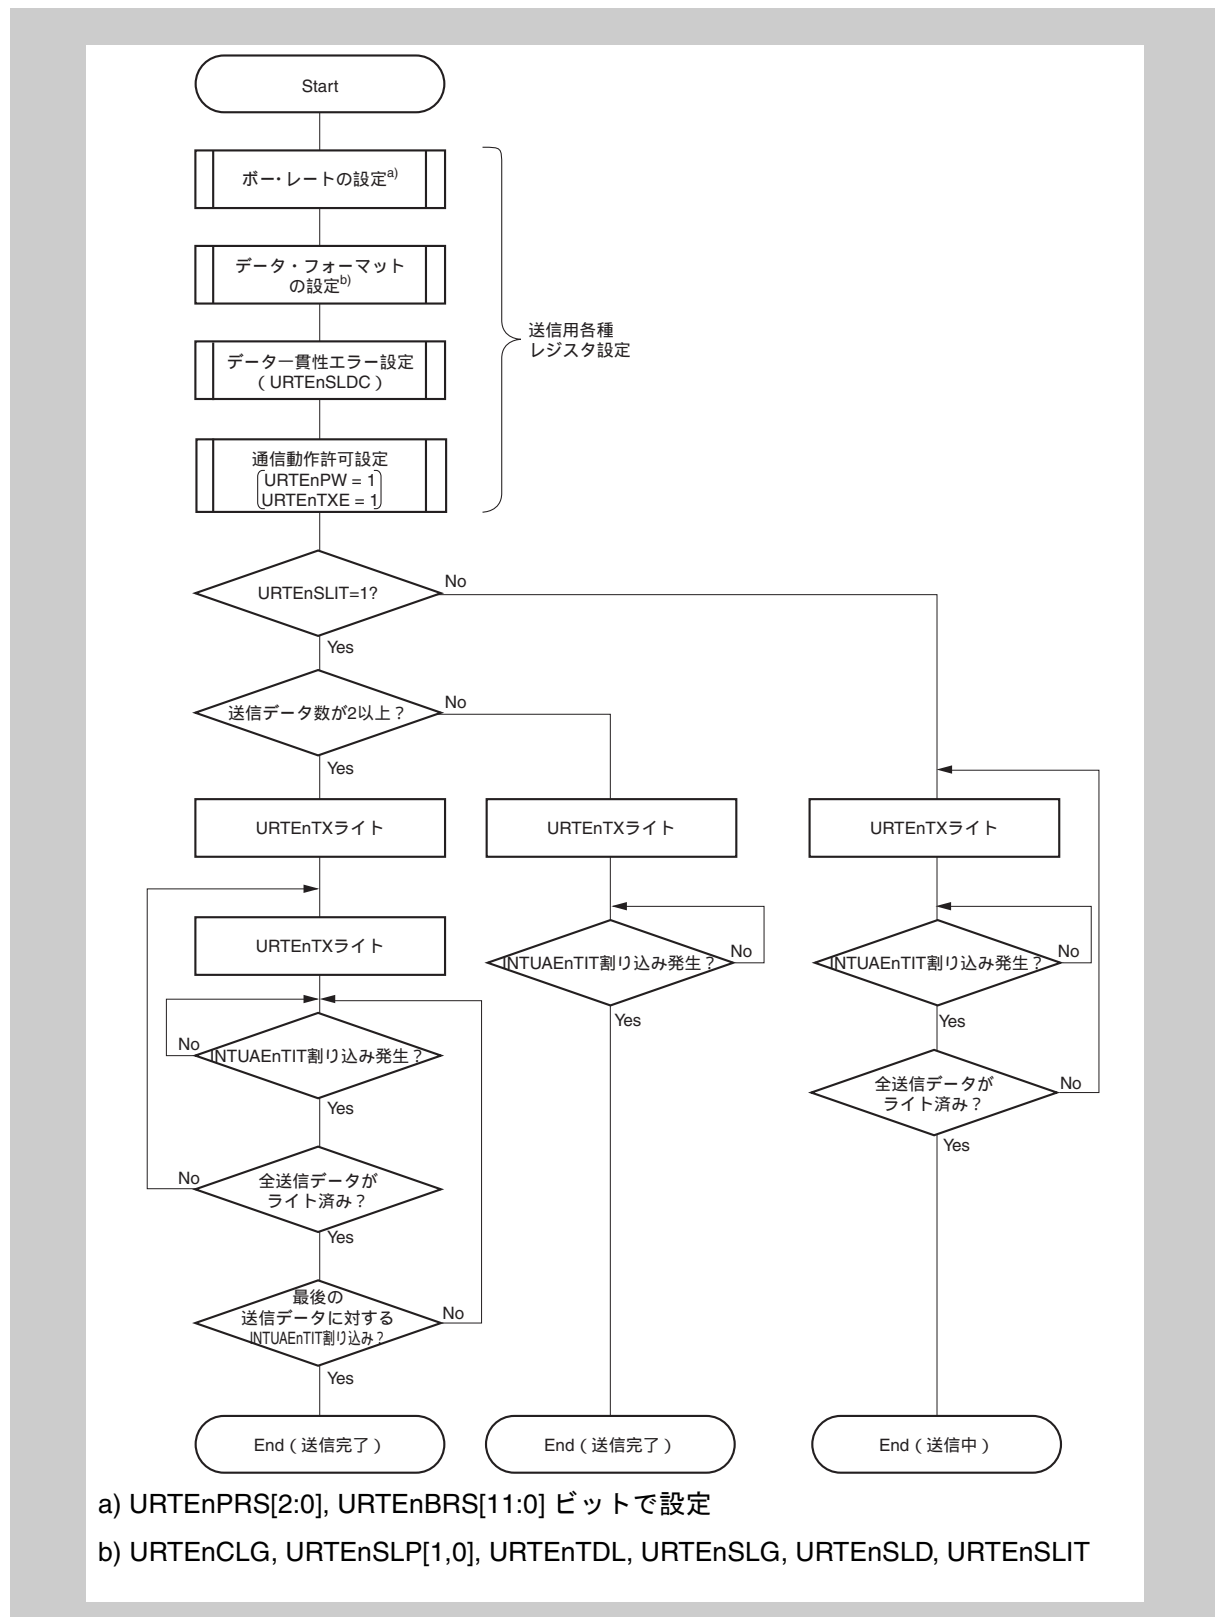 Start
ボー・レートの設定a)
データ・フォーマット
の設定b)
データ一貫性エラー設定
( URTEnSLDC )
通信動作許可設定
URTEnPW = 1
URTEnTXE = 1
送信用各種
レジスタ設定
URTEnSLIT=1?
No
Yes
送信データ数が2以上？
No
Yes
URTEnTXライト
URTEnTXライト
URTEnTXライト
URTEnTXライト
INTUAEnTIT割り込み発生？
No
Yes
INTUAEnTIT割り込み発生？
No
Yes
INTUAEnTIT割り込み発生？
No
Yes
全送信データが
ライト済み？
No
Yes
全送信データが
ライト済み？
No
Yes
最後の
送信データに対する
INTUAEnTIT割り込み？
No
Yes
End ( 送信完了 )
End ( 送信完了 )
End ( 送信中 )
a) URTEnPRS[2:0], URTEnBRS[11:0] ビットで設定
b) URTEnCLG, URTEnSLP[1,0], URTEnTDL, URTEnSLG, URTEnSLD, URTEnSLIT